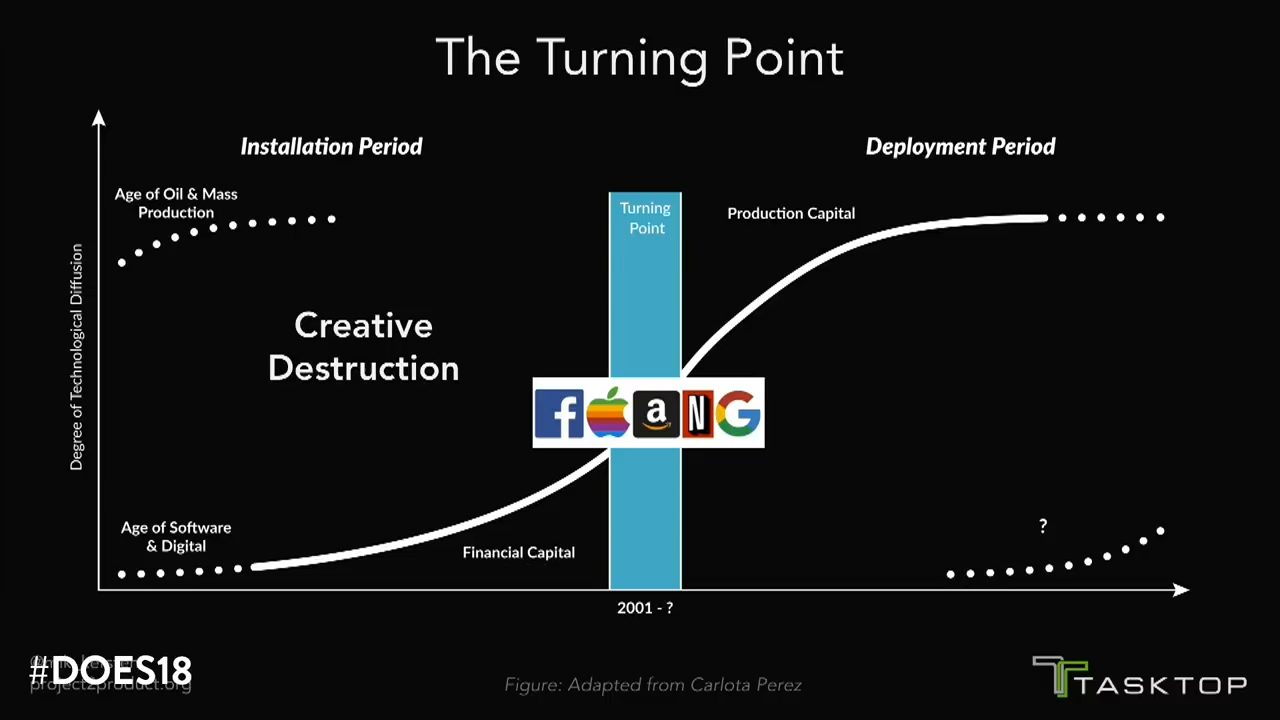 The Turning Point
Installation Period
Deployment Period
Age of Oil & Mass
Production
Turning
Point
Production Capital
Degree of Technological Diffusion
Creative
Destruction
f a N G
Age of Software
& Digital
Financial Capital
?
2001 - ?
#DOES18
project2product.org
Figure: Adapted from Carlota Perez
TASKTOP